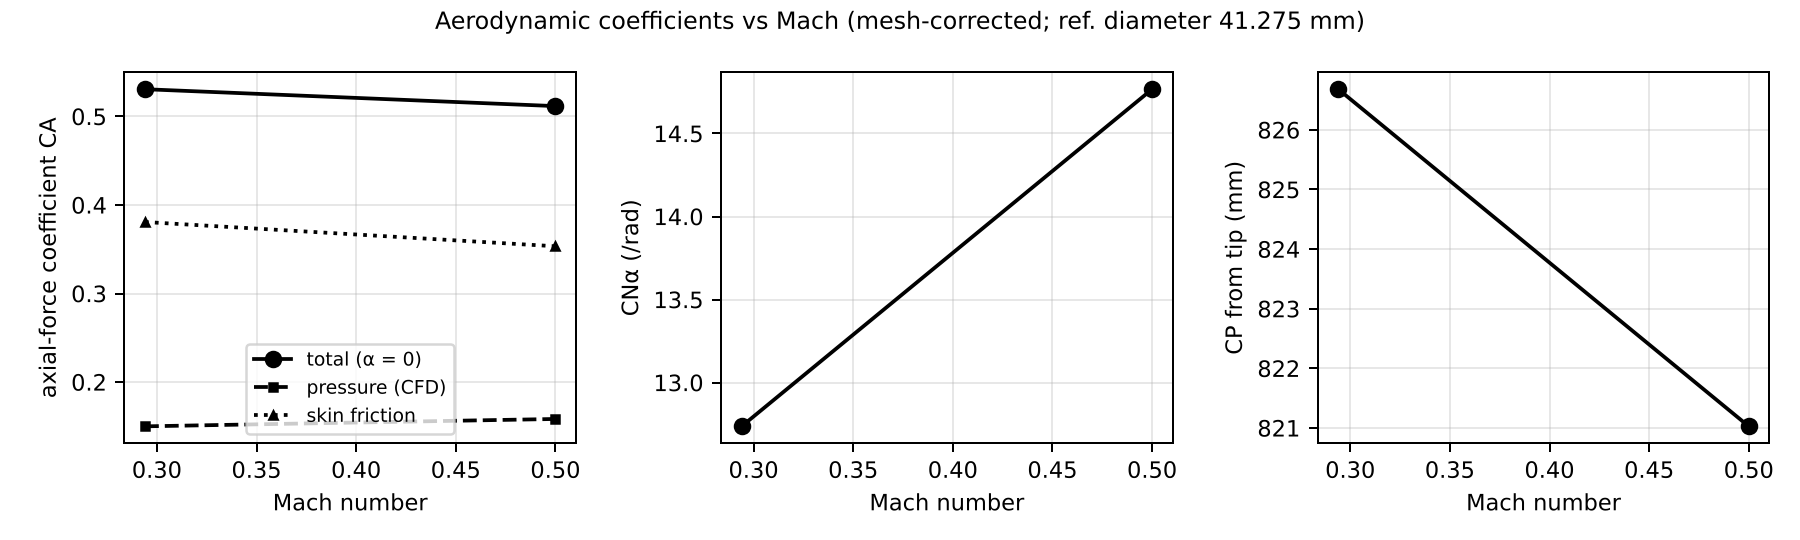 Aerodynamic coefficients vs Mach (mesh-corrected; ref. diameter 41.275 mm)
axial-force coefficient CA
0.5
0.4
0.3
0.2
total (α = 0)
pressure (CFD)
skin friction
0.30 0.35 0.40 0.45 0.50
Mach number
CNα (/rad)
14.5
14.0
13.5
13.0
0.30 0.35 0.40 0.45 0.50
Mach number
CP from tip (mm)
826
825
824
823
822
821
0.30 0.35 0.40 0.45 0.50
Mach number